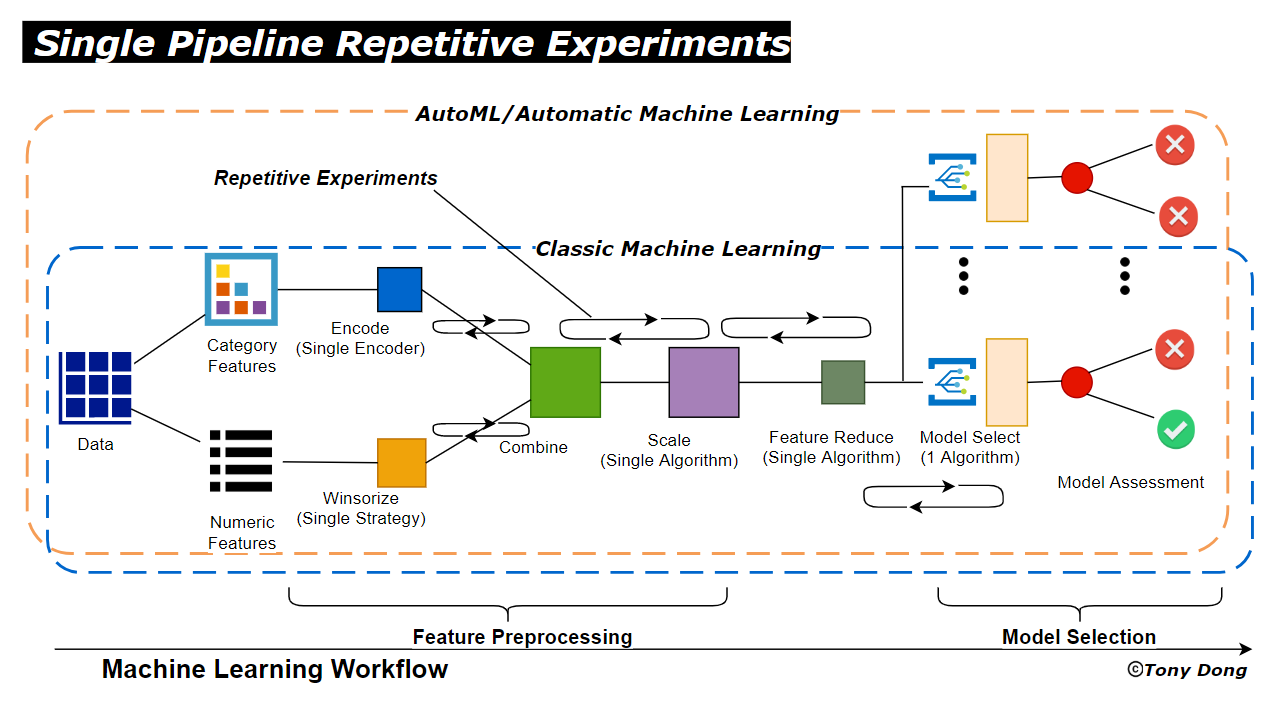 Single Pipeline Repetitive Experiments
AutoML/Automatic Machine Learning
Repetitive Experiments
Classic Machine Learning
Category
Features
Encode
(Single Encoder)
Data
Combine
Scale
(Single Algorithm)
Feature Reduce
(Single Algorithm)
Model Select
(1 Algorithm)
Model Assessment
Winsorize
(Single Strategy)
Numeric
Features
Feature Preprocessing
Model Selection
Machine Learning Workflow
©Tony Dong